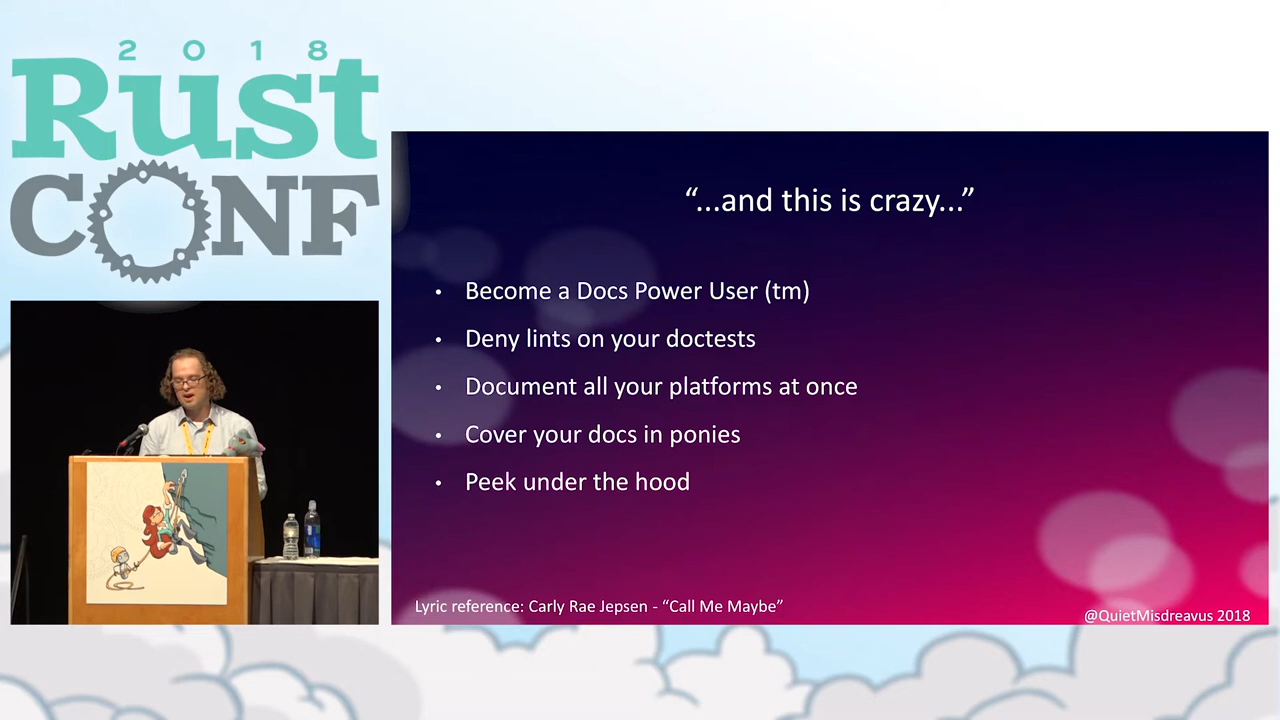 2018
Rust
CONF
“...and this is crazy...”
• Become a Docs Power User (tm)
• Deny lints on your doctests
• Document all your platforms at once
• Cover your docs in ponies
• Peek under the hood
Lyric reference: Carly Rae Jepsen - “Call Me Maybe”
@QuietMisdreavus 2018